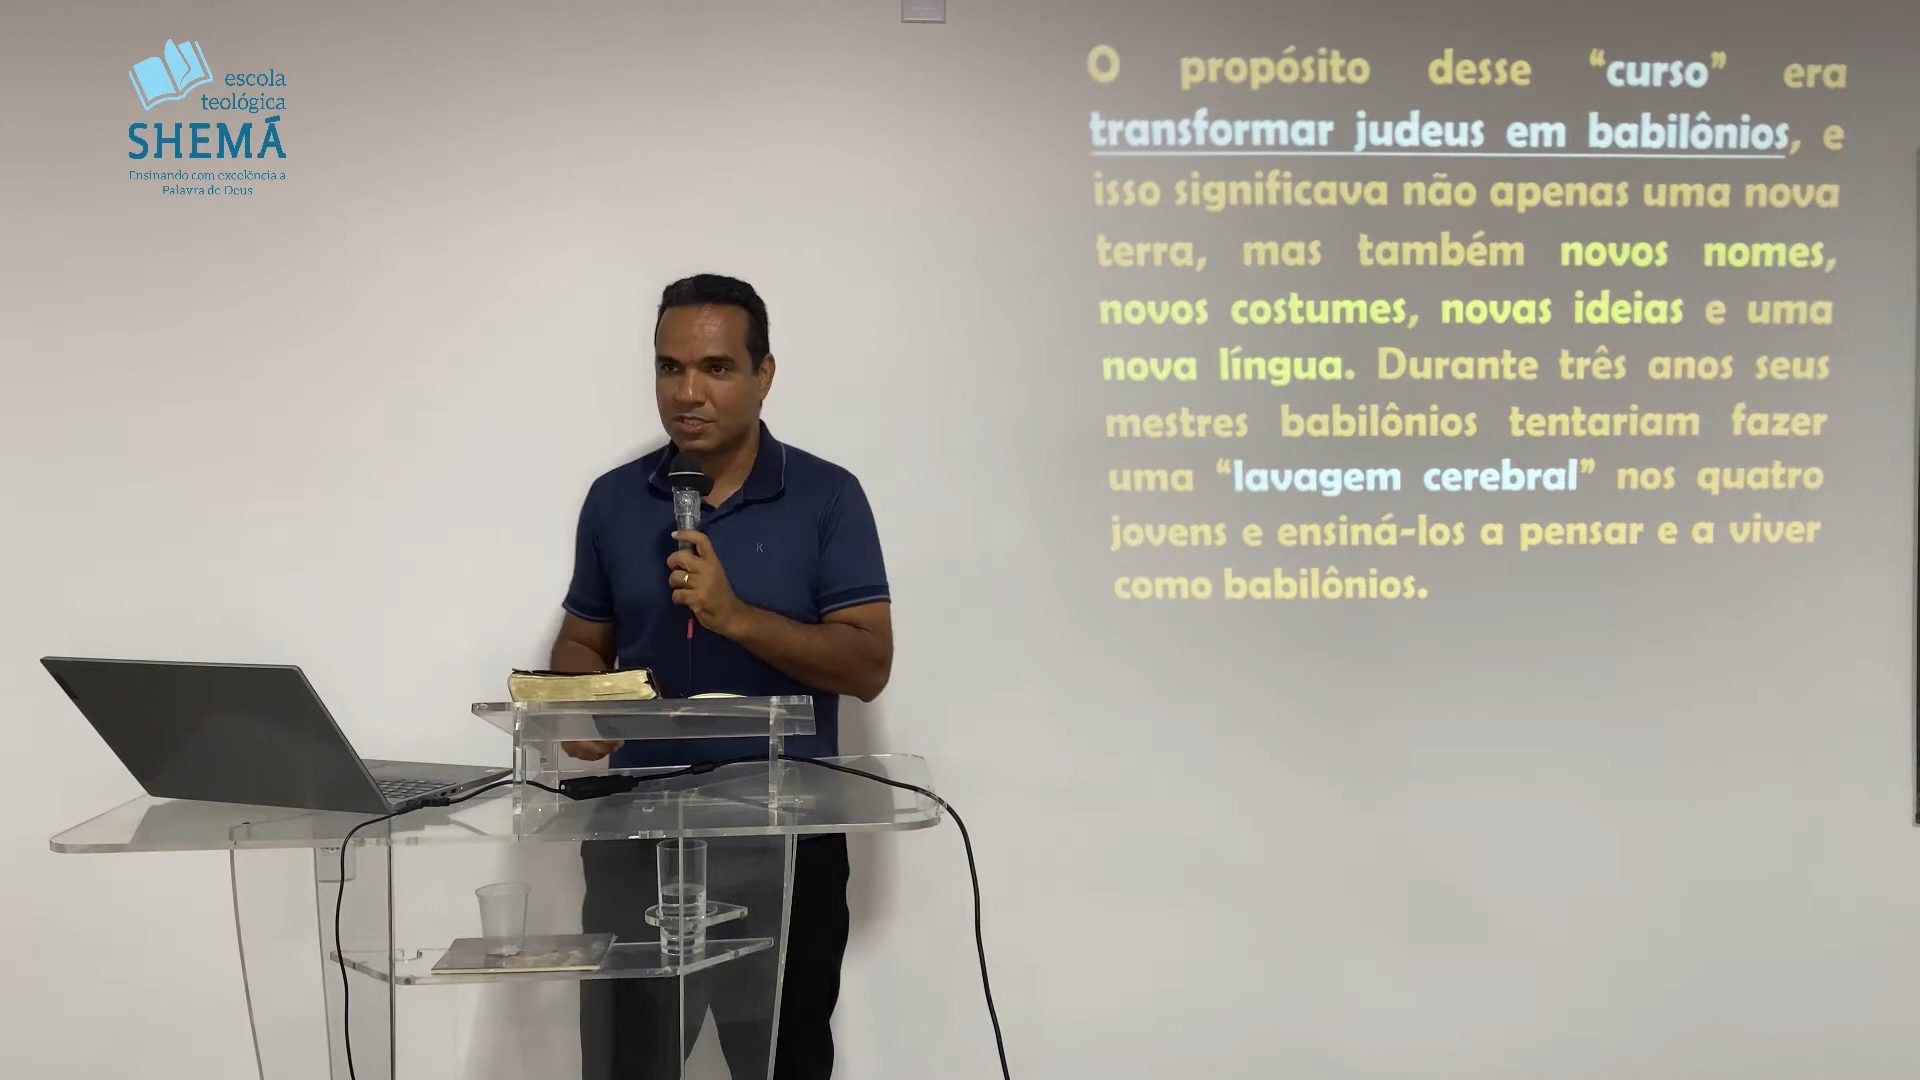 escola
teológica
SHEMÁ
Ensinando com excelência a
Palavra de Deus
O propósito desse “curso” era
transformar judeus em babilônios, e
isso significava não apenas uma nova
terra, mas também novos nomes,
novos costumes, novas ideias e uma
nova língua. Durante três anos seus
mestres babilônios tentariam fazer
uma “lavagem cerebral” nos quatro
jovens e ensiná-los a pensar e a viver
como babilônios.
K